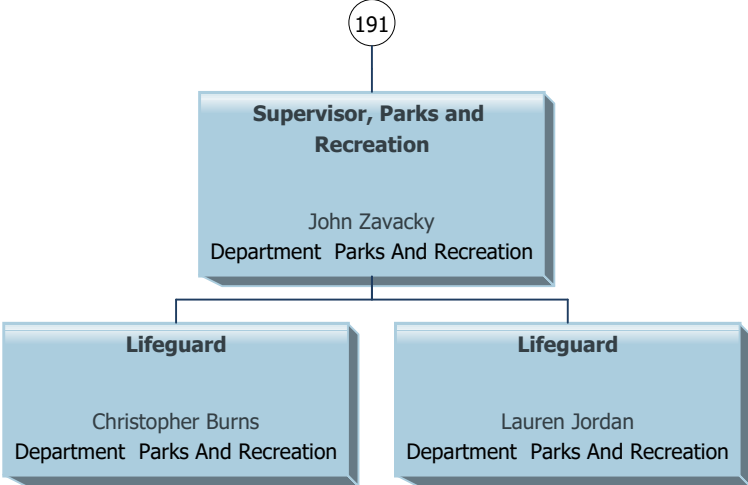 191
Supervisor, Parks and
Recreation
John Zavacky
Department  Parks And Recreation
Lifeguard
Christopher Burns
Department  Parks And Recreation
Lifeguard
Lauren Jordan
Department  Parks And Recreation